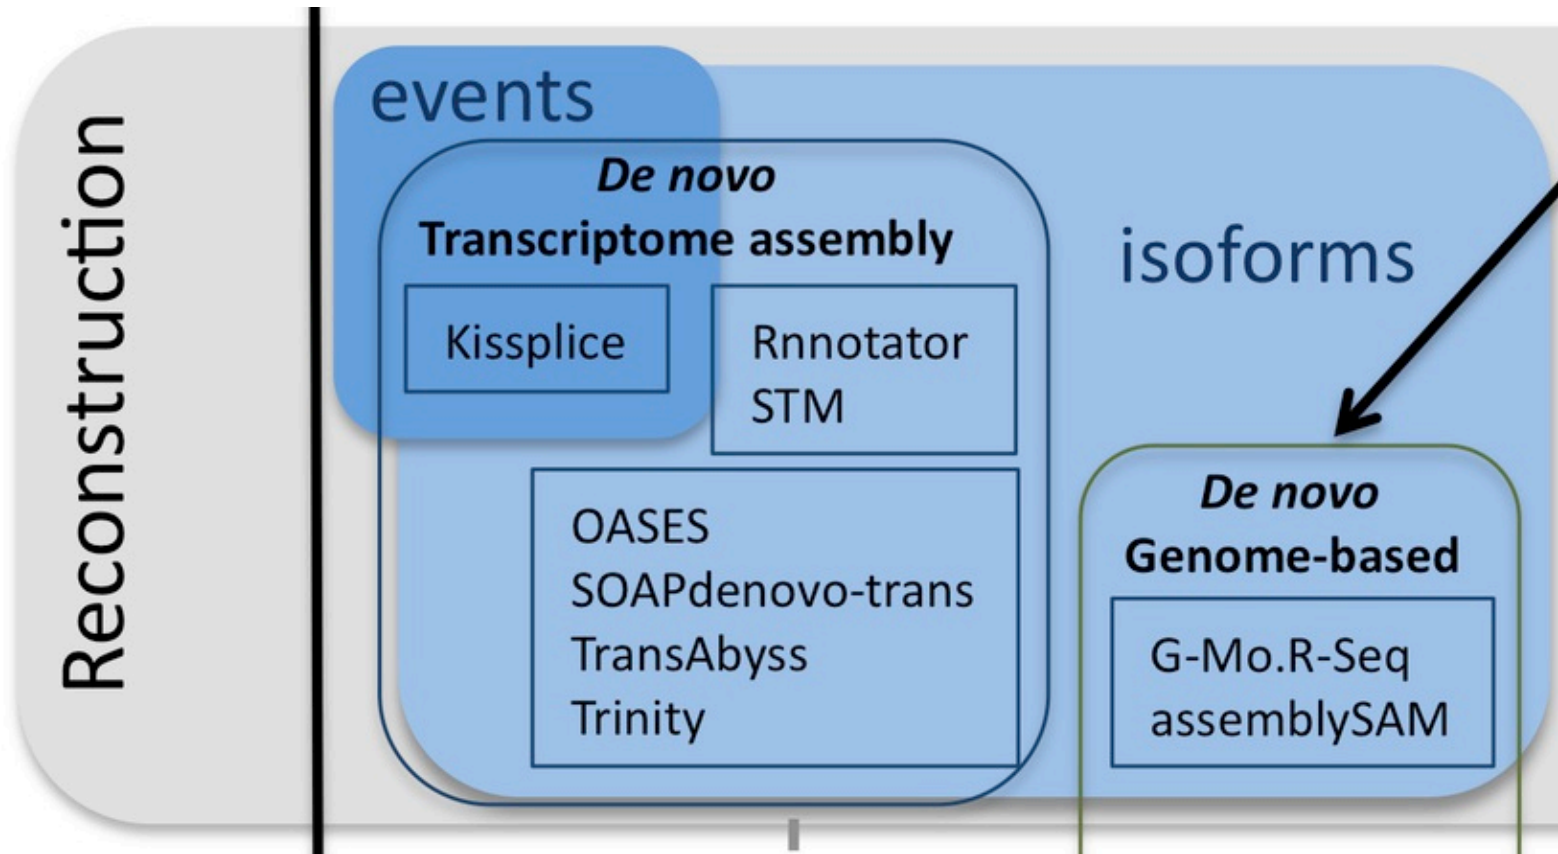 Reconstruction
events
De novo
Transcriptome assembly
isoforms
Kissplice
Rnnotator
STM
OASES
SOAPdenovo-trans
TransAbyss
Trinity
De novo
Genome-based
G-Mo.R-Seq
assemblySAM